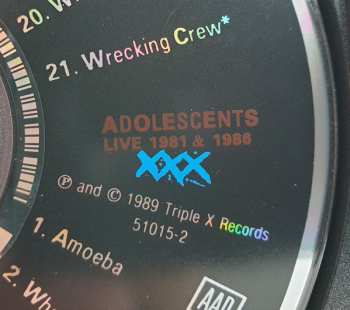 20. W
21. Wrecking Crew*
ADOLESCENTS
LIVE 1981 & 1986
XXX
℗ and © 1989 Triple X Records
51015-2
1. Amoeba
2. Wh
AAD